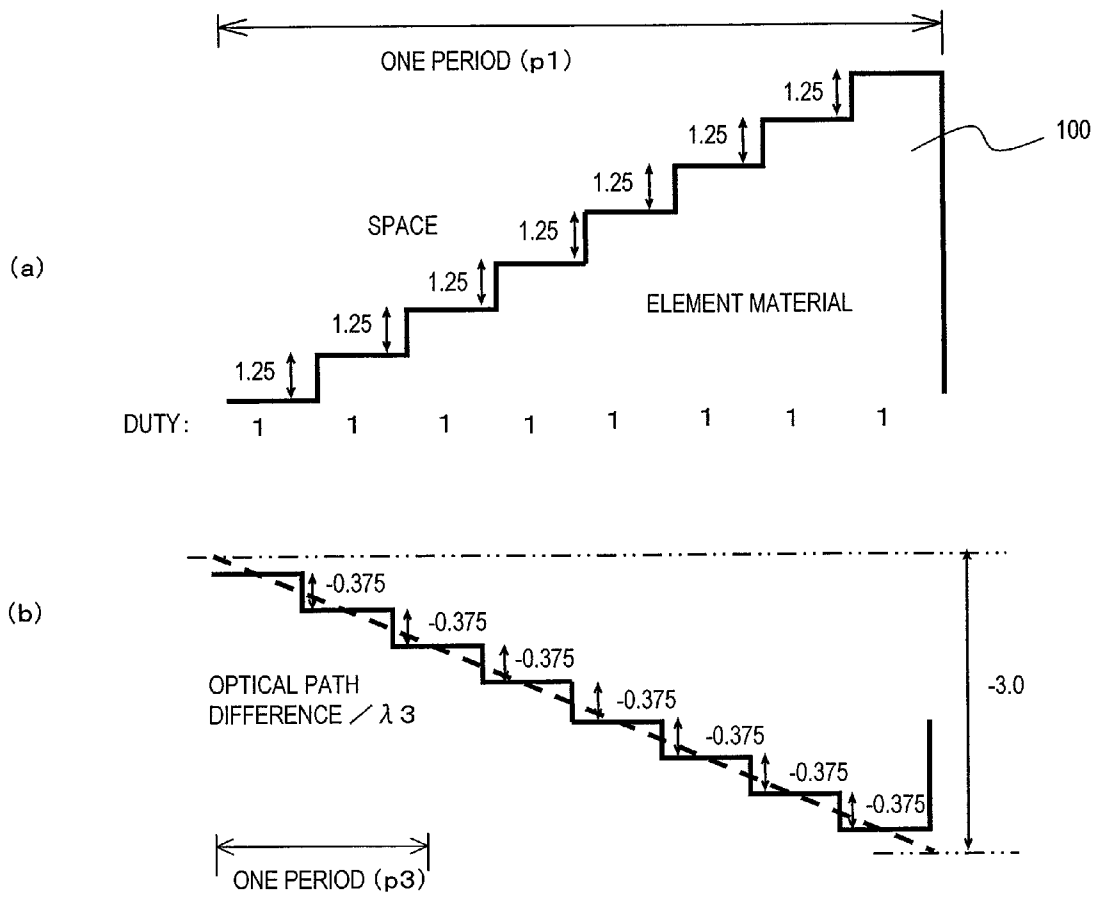 ONE PERIOD (p1)
1.25
100
1.25
1.25
SPACE
1.25
(a)
1.25
ELEMENT MATERIAL
1.25
1.25
DUTY: 1 1 1 1 1 1 1 1
-0.375
(b)
-0.375
-0.375
OPTICAL PATH
DIFFERENCE / λ3
-3.0
-0.375
-0.375
-0.375
-0.375
ONE PERIOD (p3)